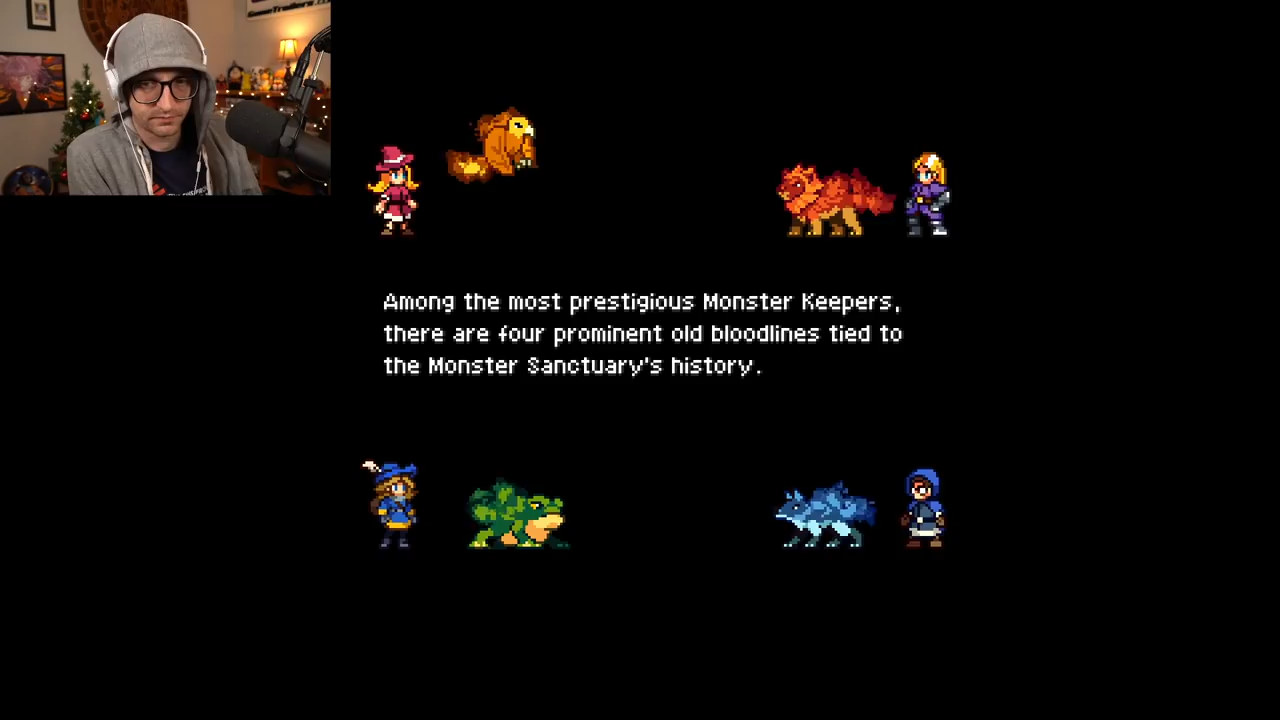 Among the most prestigious Monster Keepers,
there are four prominent old bloodlines tied to
the Monster Sanctuary's history.